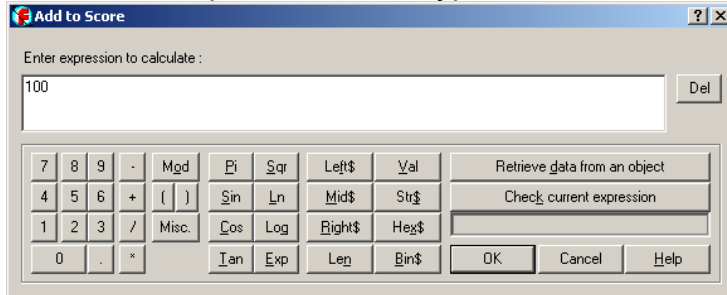 Add to Score ? X
Enter expression to calculate :
100
Del
7 8 9 - Mod Pi Sqr Left$ Val Retrieve data from an object
4 5 6 + ( ) Sin Ln Mid$ Str$ Check current expression
1 2 3 / Misc. Cos Log Right$ Hex$
0 . * Tan Exp Len Bin$ OK Cancel Help